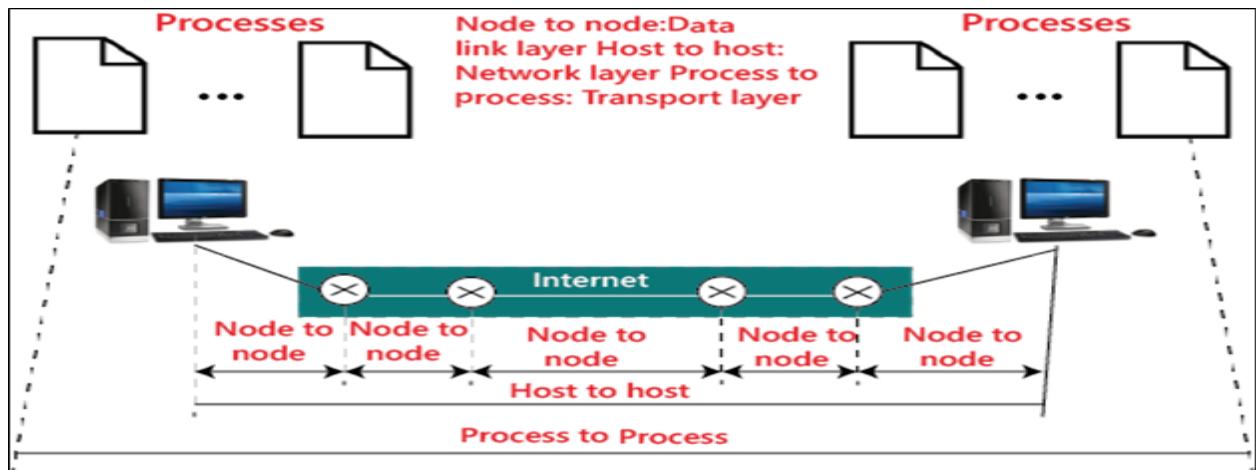 Processes
Node to node:Data
link layer Host to host:
Network layer Process to
process: Transport layer
Processes
...
...
Internet
Node to
node
Node to
node
Node to
node
Node to
node
Node to
node
Host to host
Process to Process